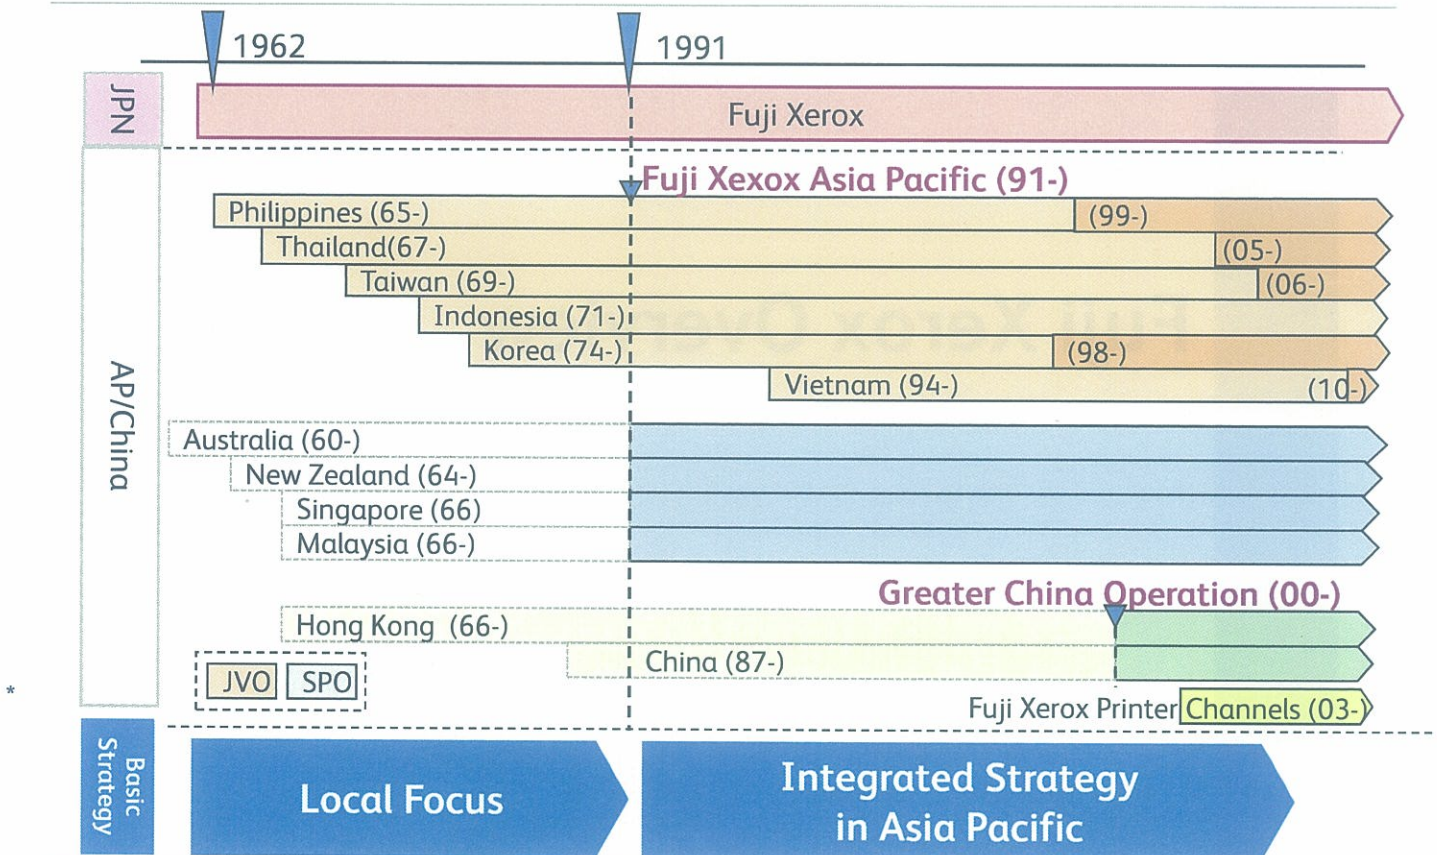 1962
1991
JPN
Fuji Xerox
Fuji Xexox Asia Pacific (91-)
AP/China
Philippines (65-)
(99-)
Thailand(67-)
(05-)
Taiwan (69-)
(06-)
Indonesia (71-)
Korea (74-)
(98-)
Vietnam (94-)
(10-)
Australia (60-)
New Zealand (64-)
Singapore (66)
Malaysia (66-)
Greater China Operation (00-)
Hong Kong (66-)
China (87-)
JVO
SPO
*
Fuji Xerox Printer Channels (03-)
Basic
Strategy
Local Focus
Integrated Strategy
in Asia Pacific